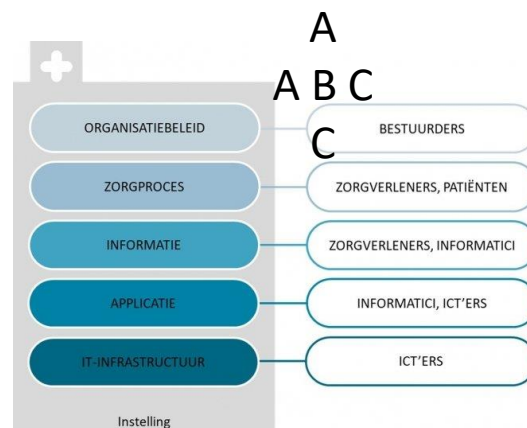 A
A B C
C
ORGANISATIEBELEID
BESTUURDERS
ZORGPROCES
ZORGVERLENERS, PATIËNTEN
INFORMATIE
ZORGVERLENERS, INFORMATICI
APPLICATIE
INFORMATICI, ICT'ERS
IT-INFRASTRUCTUUR
ICT'ERS
Instelling